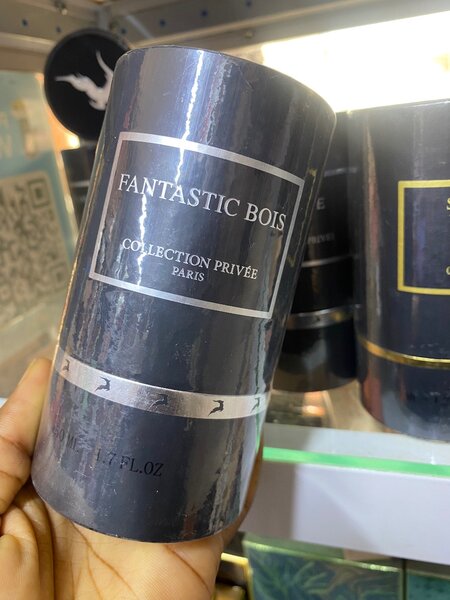 FANTASTIC BOIS
COLLECTION PRIVÉE
PARIS
1.7 FL.OZ